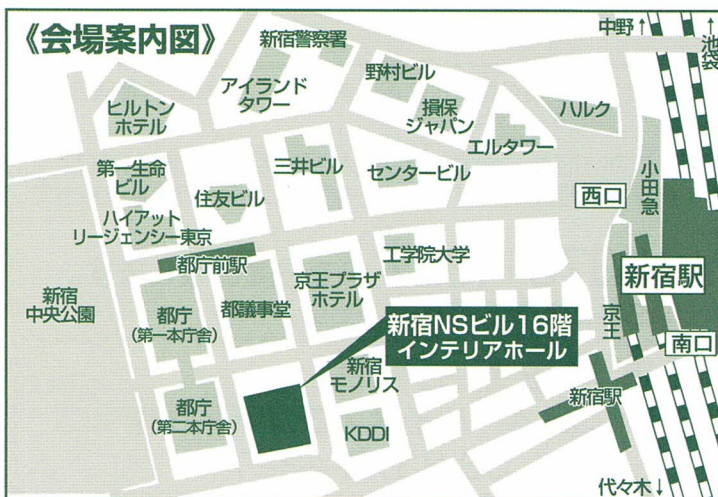 《会場案内図》
新宿警察署
中野↑
↑池袋
アイランド
タワー
野村ビル
ヒルトン
ホテル
損保
ジャパン
ハルク
エルタワー
第一生命
ビル
三井ビル
センタービル
小田急
住友ビル
西口
ハイアット
リージェンシー東京
都庁前駅
工学院大学
新宿駅
新宿
中央公園
都庁
(第一本庁舎)
都議事堂
京王プラザ
ホテル
京王
新宿NSビル16階
インテリアホール
南口
新宿
モノリス
新宿駅
都庁
(第二本庁舎)
KDDI
代々木↓